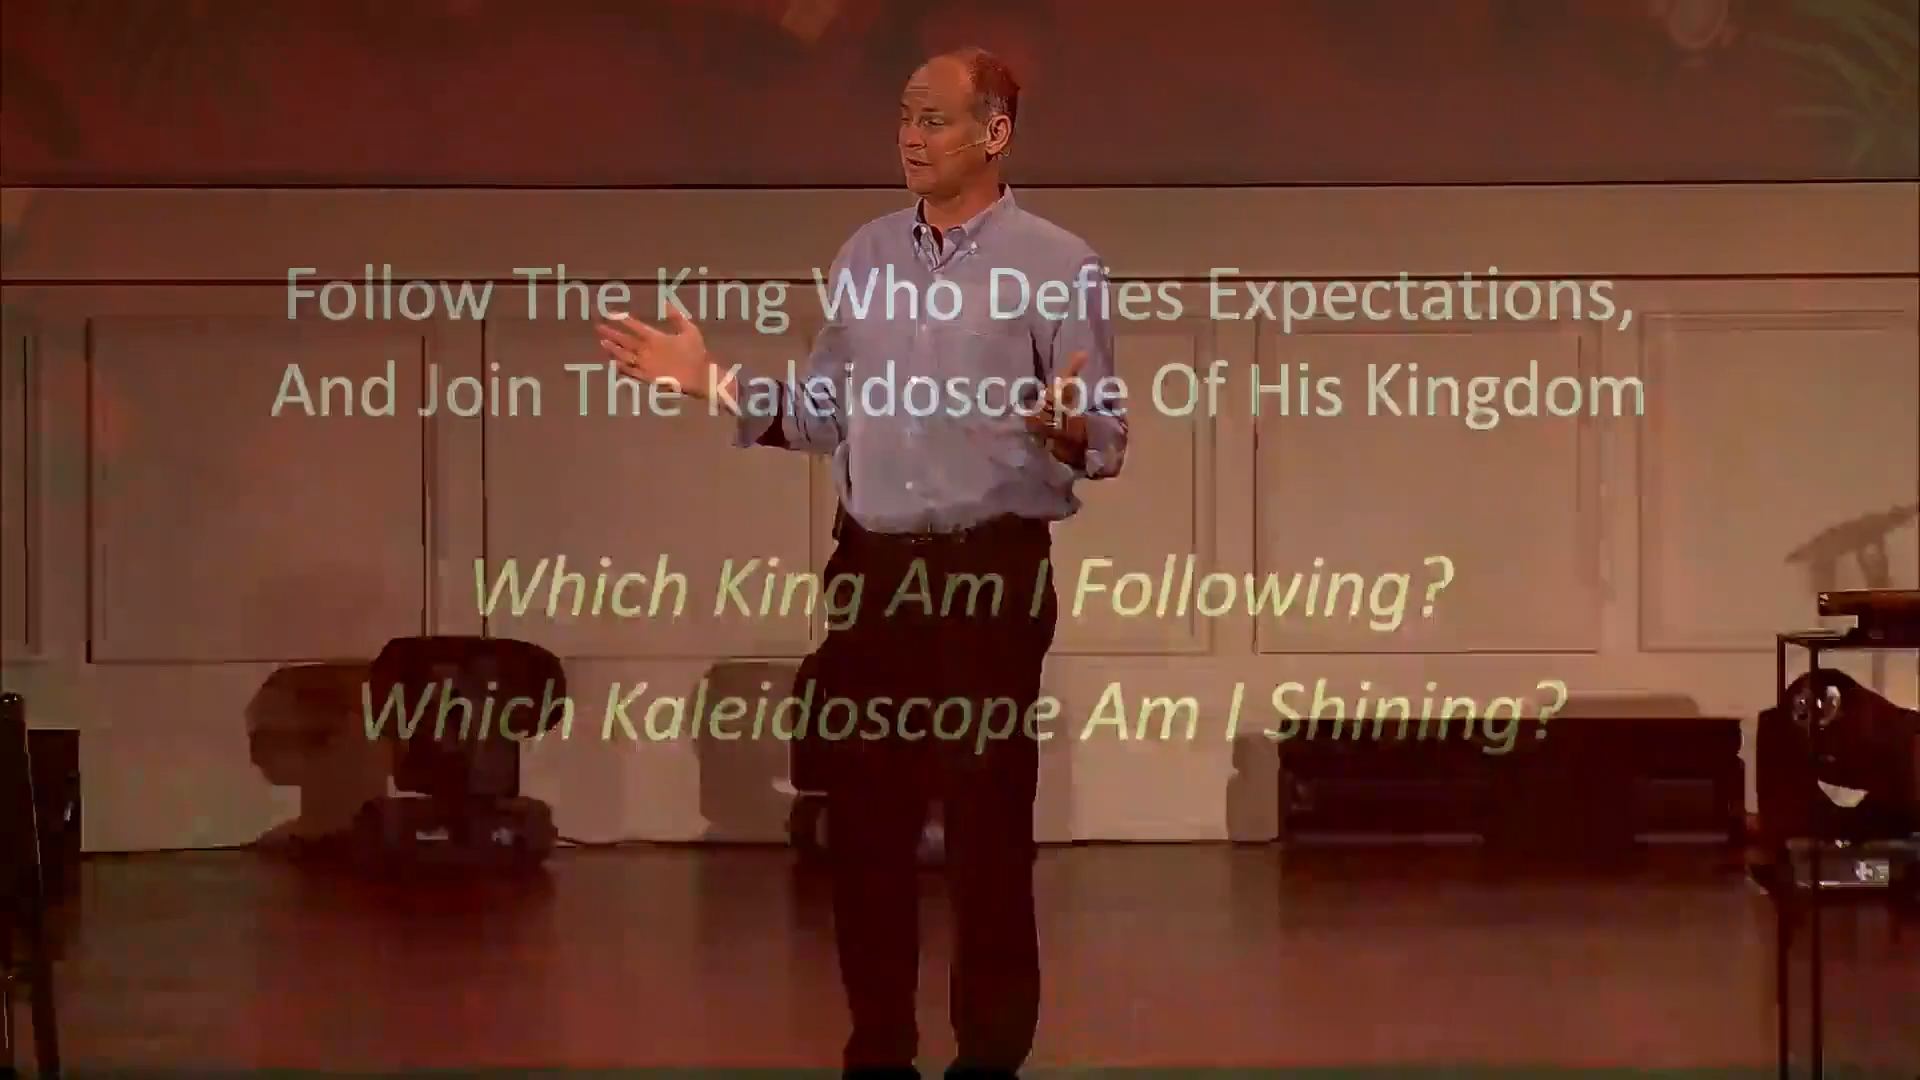 Follow The King Who Defies Expectations,
And Join The Kaleidoscope Of His Kingdom
Which King Am I Following?
Which Kaleidoscope Am I Shining?